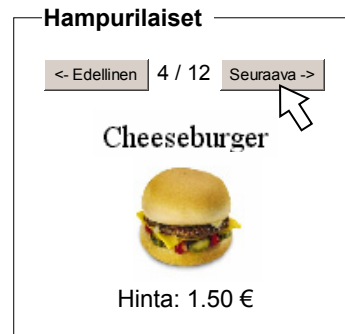 Hampurilaiset
<- Edellinen 4 / 12 Seuraava ->
Cheeseburger
Hinta: 1.50 €